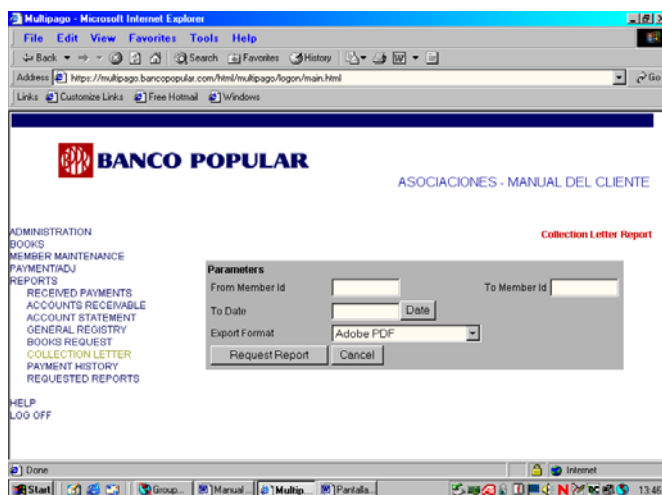 Multipago - Microsoft Internet Explorer
File Edit View Favorites Tools Help
Back Search Favorites History
Address https://multipago.bancopopular.com/html/multipago/logon/main.html Go
Links Customize Links Free Hotmail Windows
BANCO POPULAR
ASOCIACIONES - MANUAL DEL CLIENTE
ADMINISTRATION
BOOKS
MEMBER MAINTENANCE
PAYMENT/ADJ
REPORTS
RECEIVED PAYMENTS
ACCOUNTS RECEIVABLE
ACCOUNT STATEMENT
GENERAL REGISTRY
BOOKS REQUEST
COLLECTION LETTER
PAYMENT HISTORY
REQUESTED REPORTS
HELP
LOG OFF
Collection Letter Report
Parameters
From Member Id To Member Id
To Date Date
Export Format Adobe PDF
Request Report Cancel
Done Internet
Start Group... Manual... Multip... Pantalla... 13:46